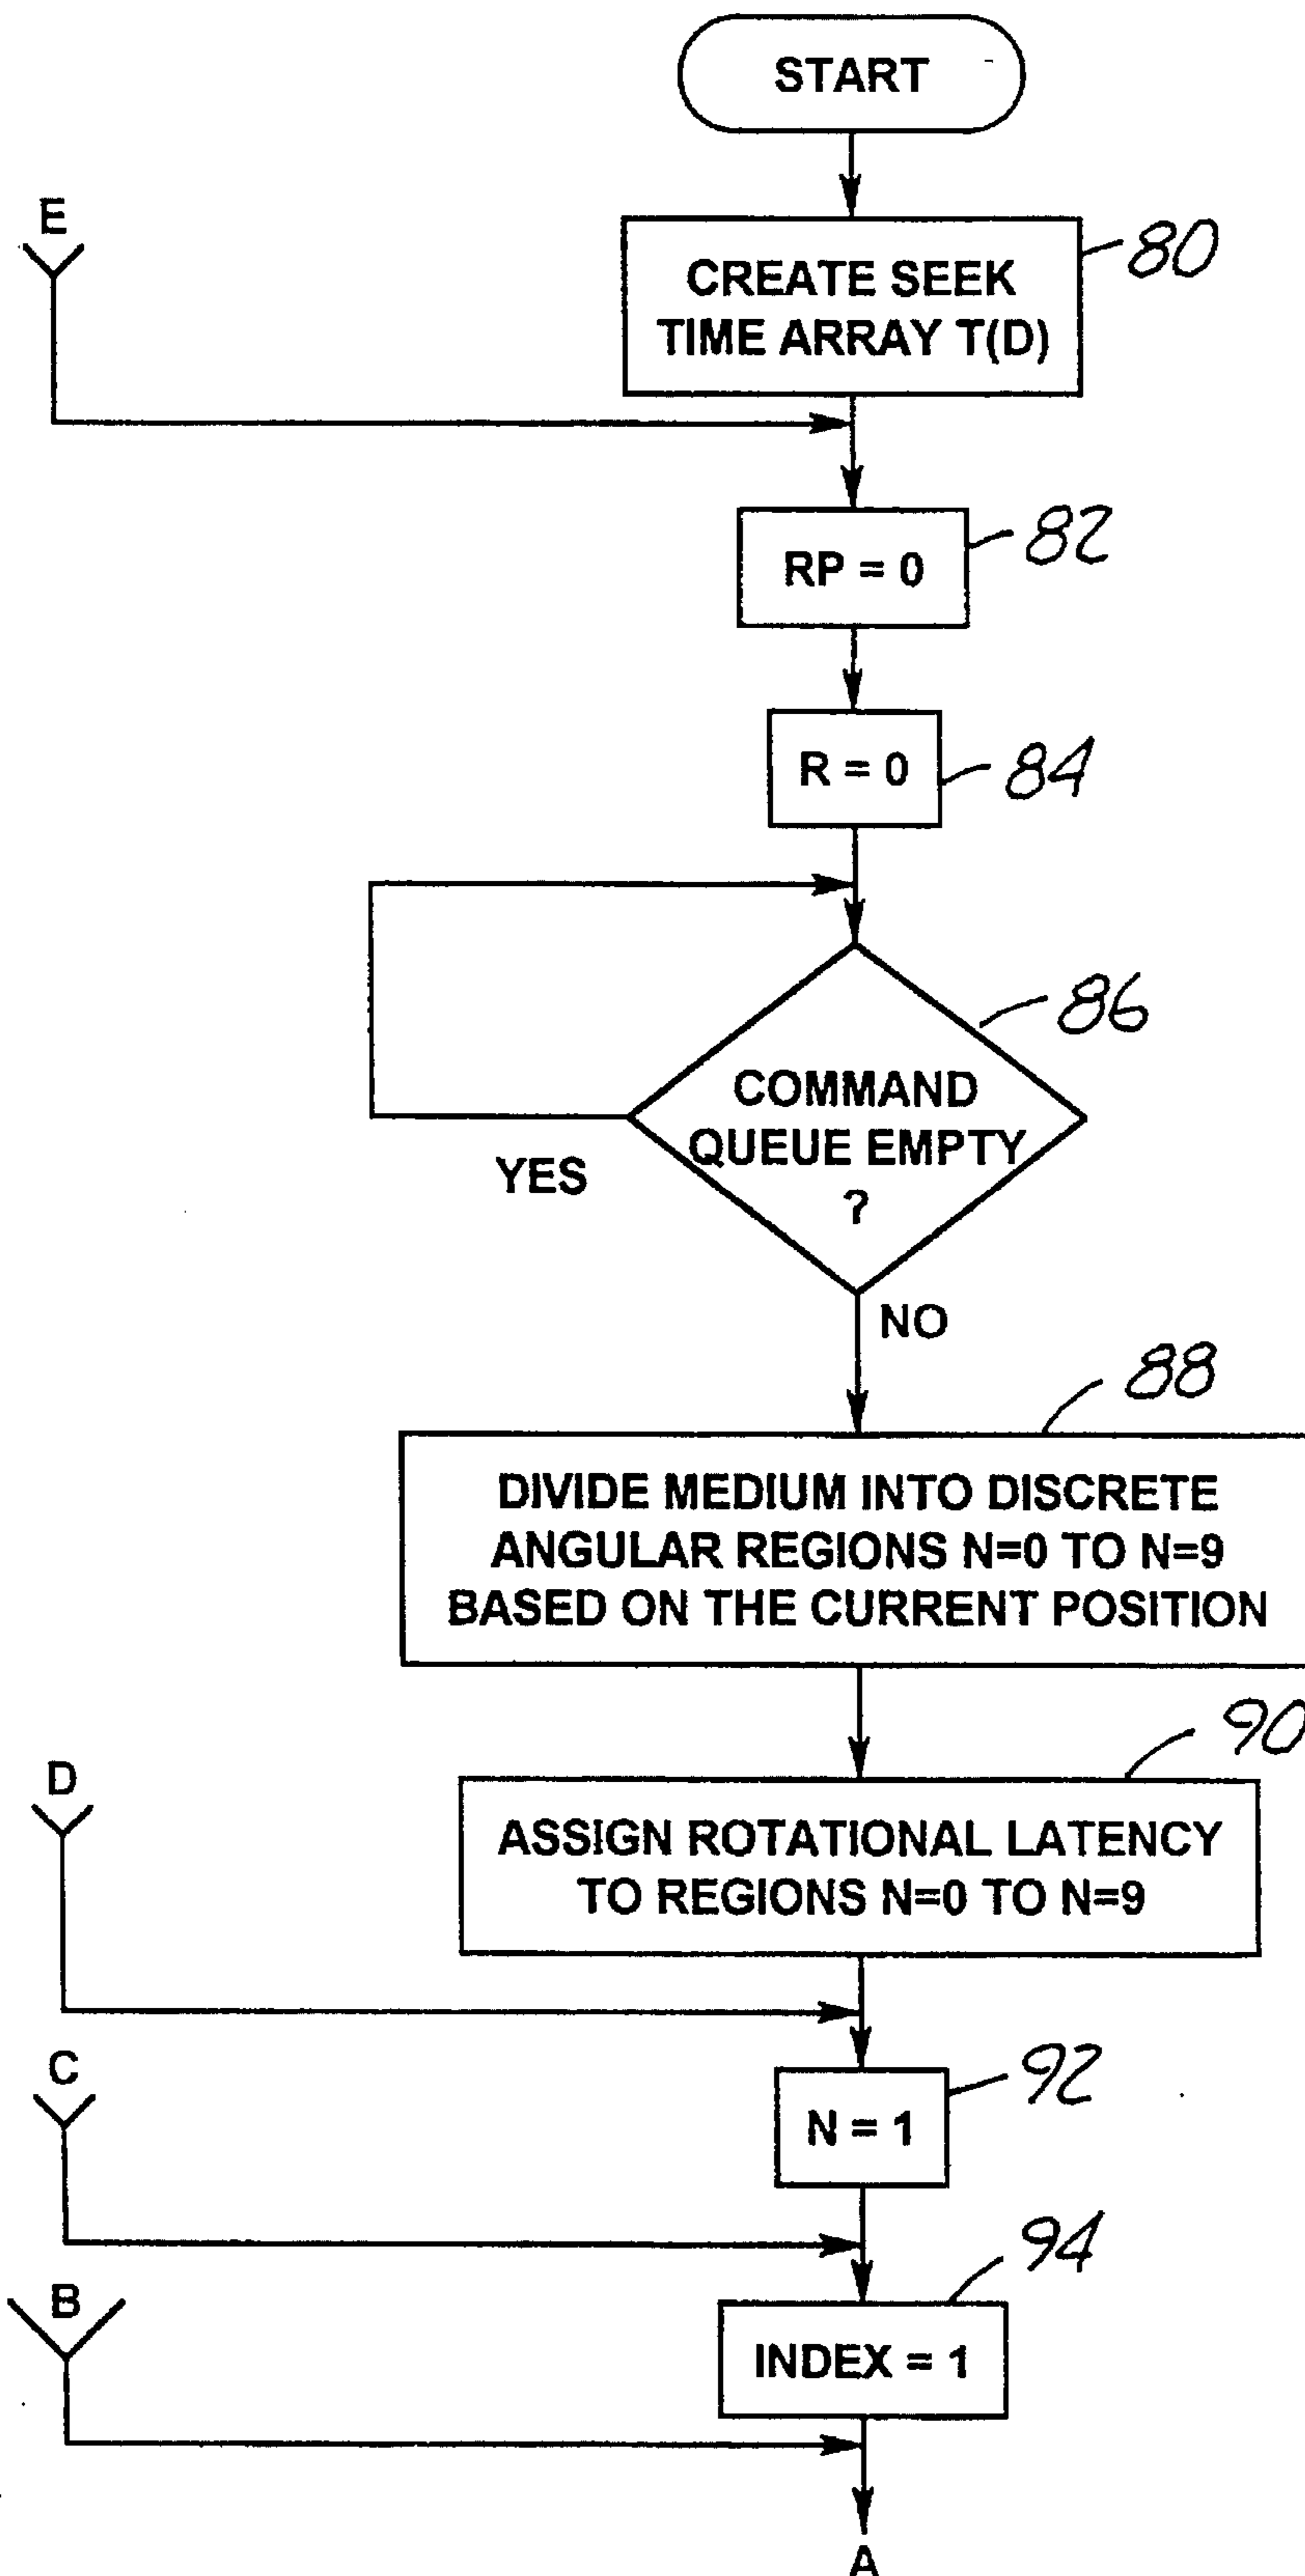 START
E
80
CREATE SEEK
TIME ARRAY T(D)
82
RP = 0
84
R = 0
86
COMMAND
QUEUE EMPTY
?
YES
NO
88
DIVIDE MEDIUM INTO DISCRETE
ANGULAR REGIONS N=0 TO N=9
BASED ON THE CURRENT POSITION
90
D
ASSIGN ROTATIONAL LATENCY
TO REGIONS N=0 TO N=9
C
92
N = 1
94
B
INDEX = 1
A